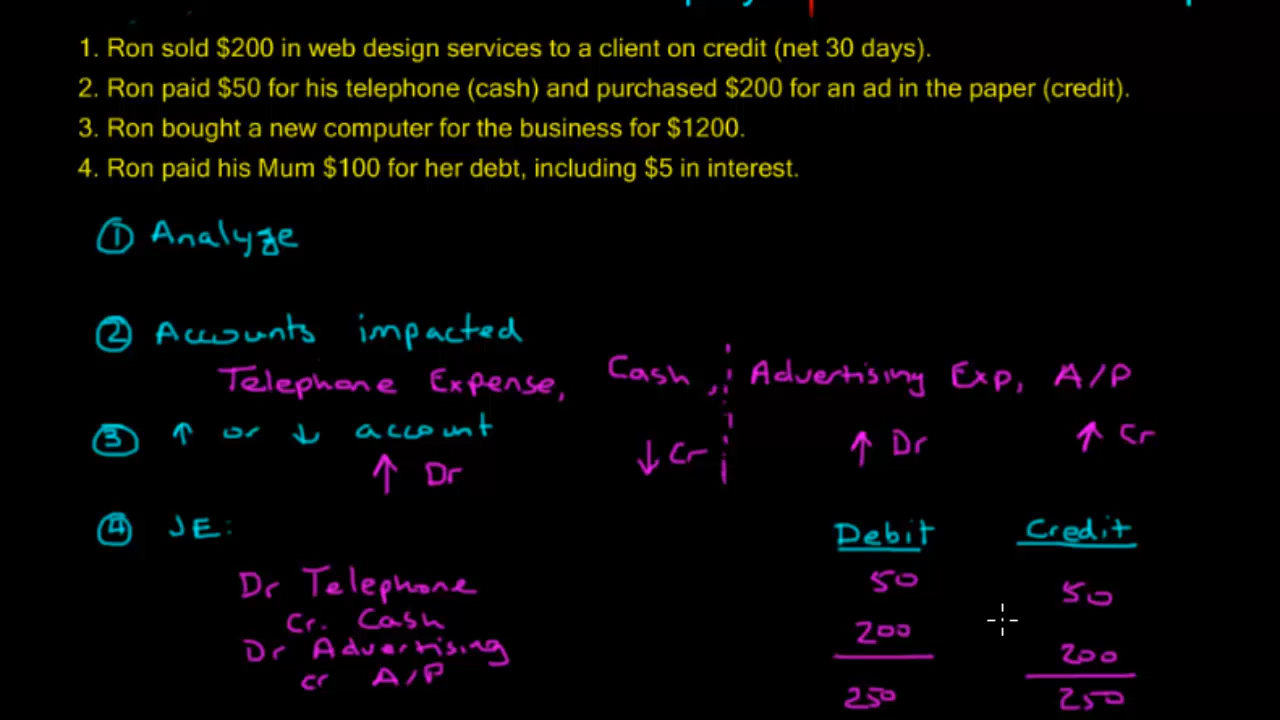 1. Ron sold $200 in web design services to a client on credit (net 30 days).
2. Ron paid $50 for his telephone (cash) and purchased $200 for an ad in the paper (credit).
3. Ron bought a new computer for the business for $1200.
4. Ron paid his Mum $100 for her debt, including $5 in interest.
① Analyze
② Accounts impacted
Telephone Expense, Cash, Advertising Exp, A/P
③ ↑ or ↓ account
↑ Dr ↓ Cr ↑ Dr ↑ Cr
④ JE: Debit Credit
Dr Telephone 50
Cr. Cash 50
Dr Advertising 200
cr A/P 200
250 250